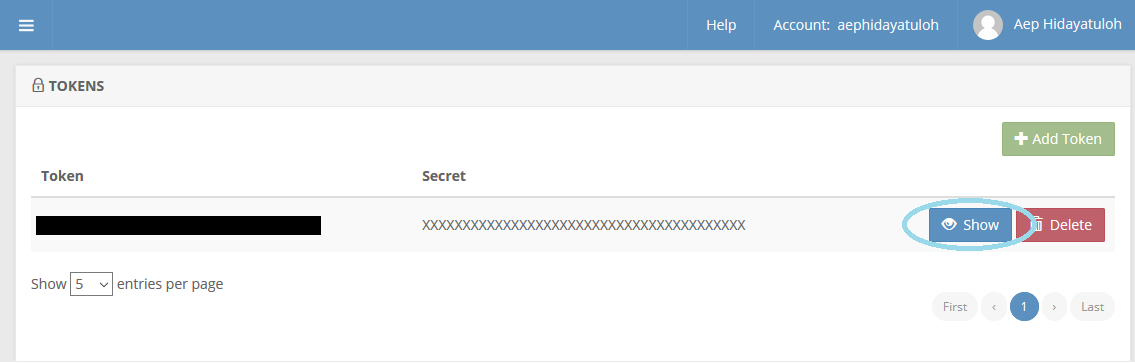 Help Account: aephidayatuloh Aep Hidayatuloh
TOKENS
Add Token
Token Secret
XXXXXXXXXXXXXXXXXXXXXXXXXXXXXXXXXXXXXXXX Show Delete
Show 5 entries per page
First ‹ 1 › Last